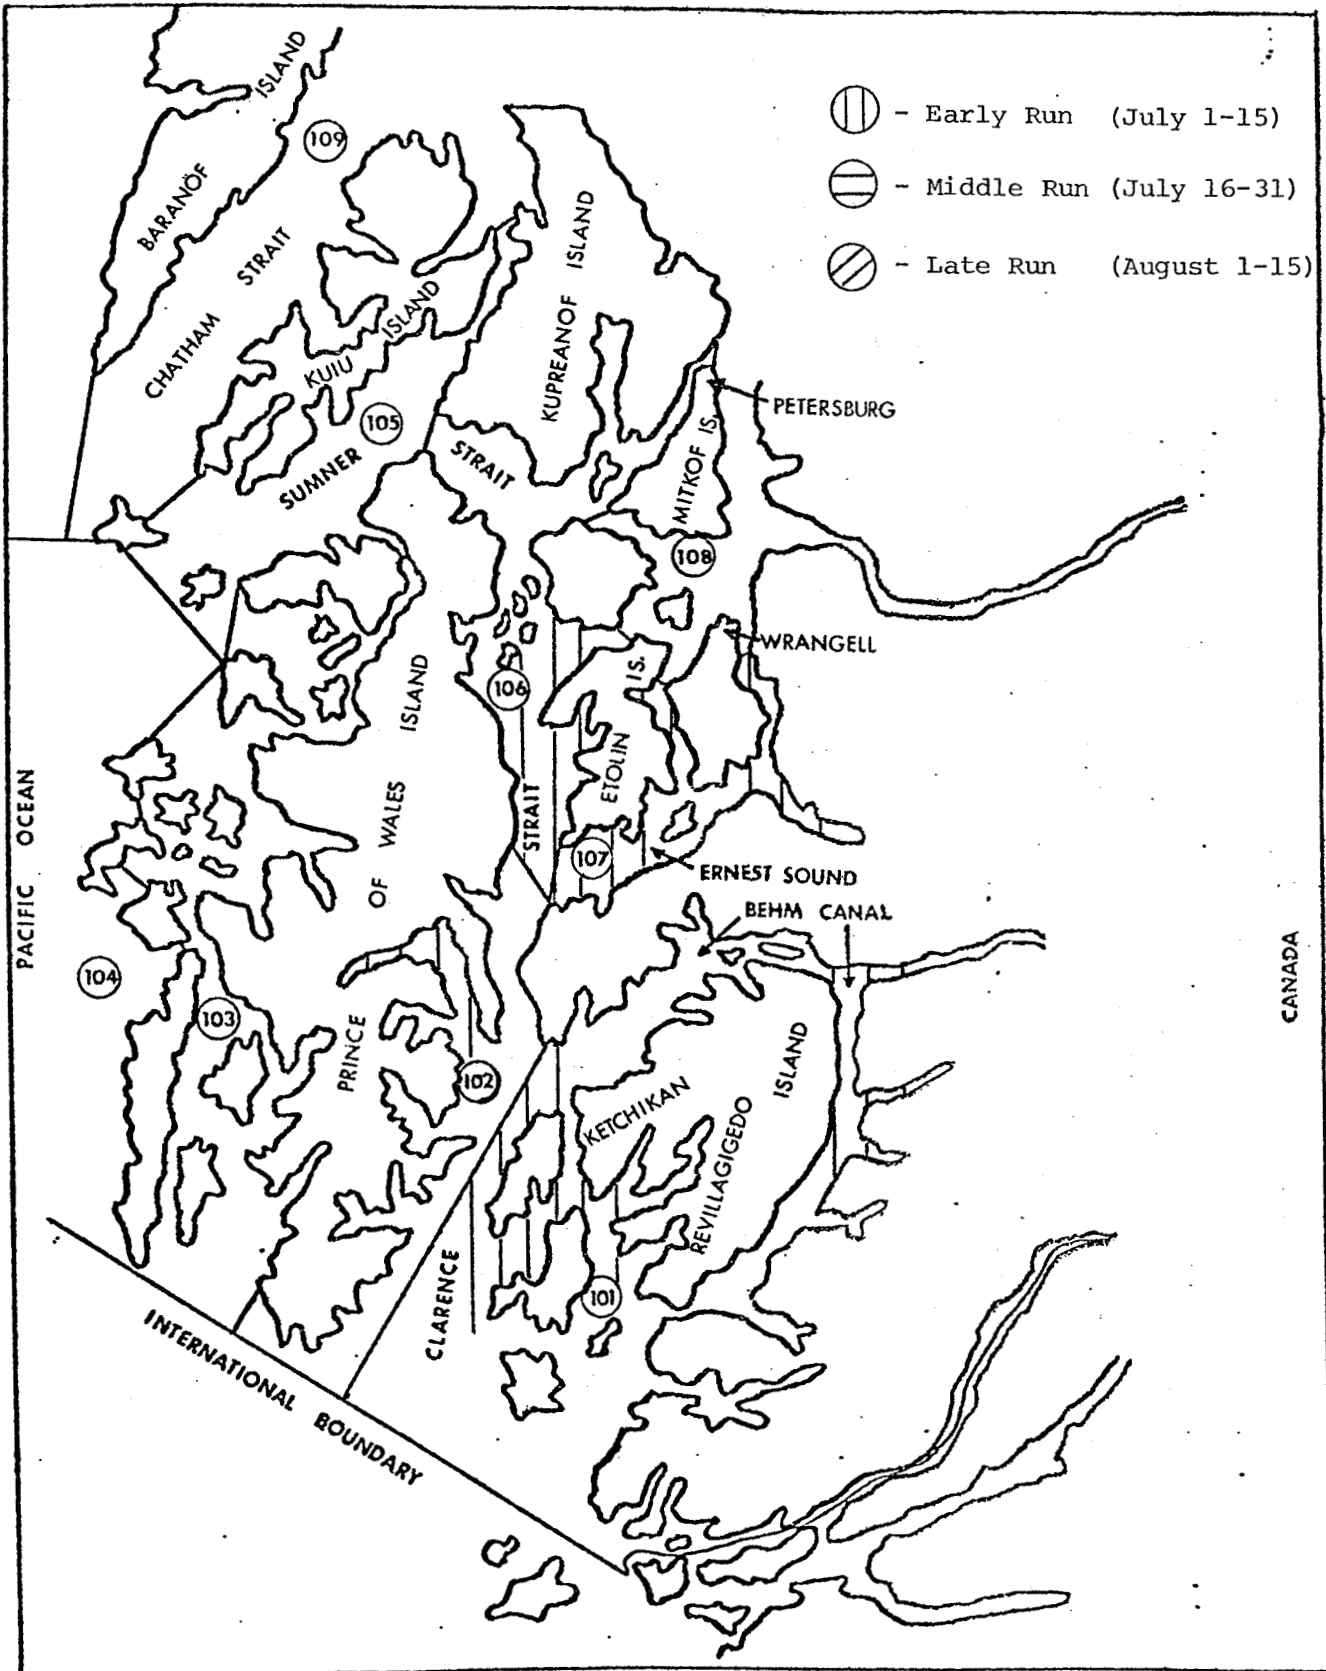 ISLAND
109
BARANOF
STRAIT
CHATHAM
KUIU ISLAND
105
SUMNER
STRAIT
KUPREANOF ISLAND
- Early Run (July 1-15)
- Middle Run (July 16-31)
- Late Run (August 1-15)
PETERSBURG
MITKOF IS.
108
WRANGELL
106
ETOLIN IS.
STRAIT
107
ERNEST SOUND
BEHM CANAL
PACIFIC OCEAN
PRINCE OF WALES ISLAND
104
103
102
CANADA
KETCHIKAN
REVILLAGIGEDO ISLAND
CLARENCE
101
INTERNATIONAL BOUNDARY